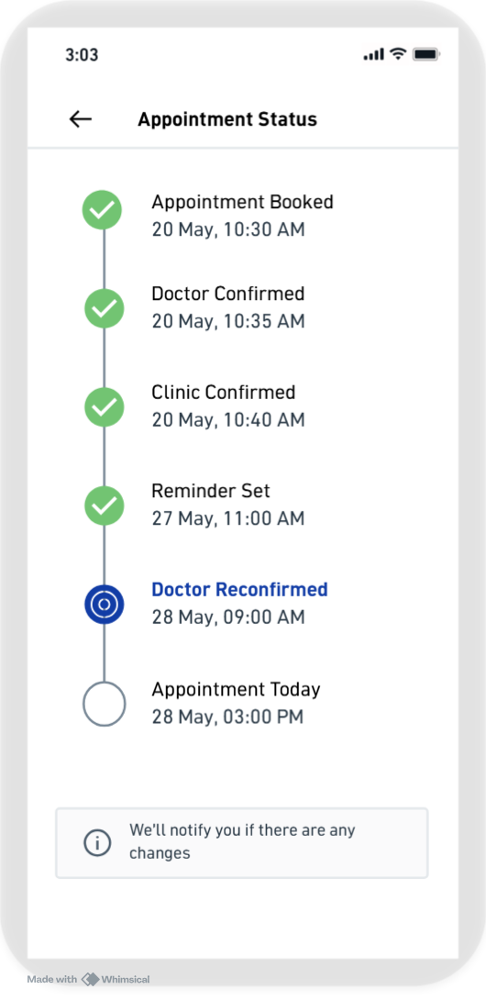 3:03
Appointment Status
Appointment Booked
20 May, 10:30 AM
Doctor Confirmed
20 May, 10:35 AM
Clinic Confirmed
20 May, 10:40 AM
Reminder Set
27 May, 11:00 AM
Doctor Reconfirmed
28 May, 09:00 AM
Appointment Today
28 May, 03:00 PM
We'll notify you if there are any
changes
Made with Whimsical